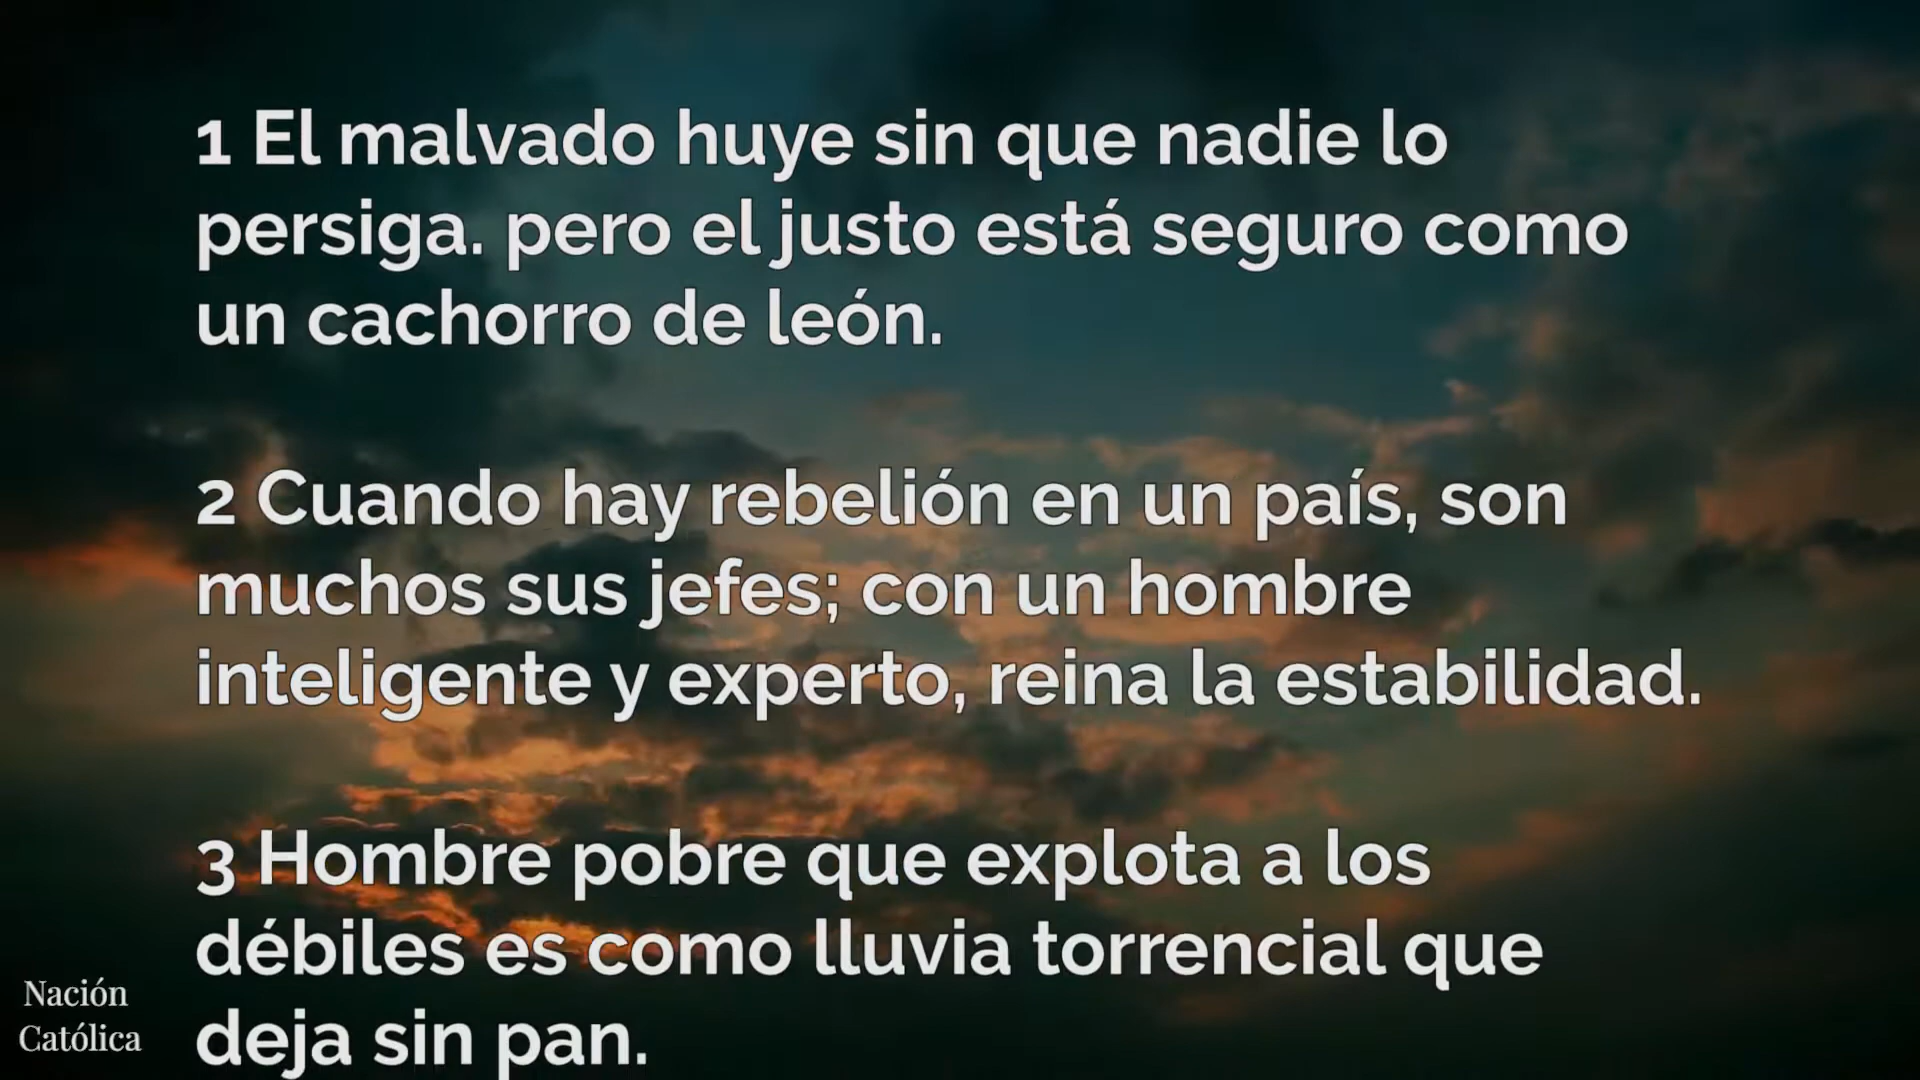 1 El malvado huye sin que nadie lo
persiga. pero el justo está seguro como
un cachorro de león.
2 Cuando hay rebelión en un país, son
muchos sus jefes; con un hombre
inteligente y experto, reina la estabilidad.
3 Hombre pobre que explota a los
débiles es como lluvia torrencial que
deja sin pan.
Nación
Católica